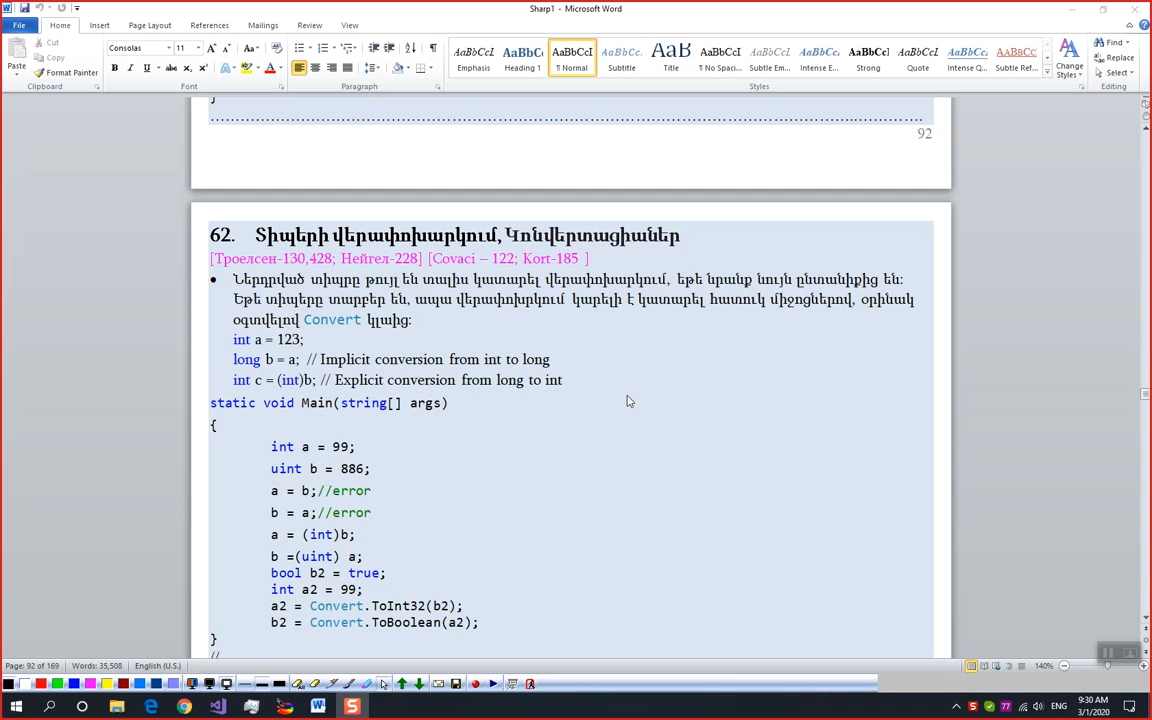 Sharp1 - Microsoft Word
File Home Insert Page Layout References Mailings Review View
Paste
Cut
Copy
Format Painter
Clipboard
Consolas 11
Font
Paragraph
AaBbCcI Emphasis
AaBbC Heading 1
AaBbCcI ¶ Normal
AaBbCc. Subtitle
AaB Title
AaBbCcI ¶ No Spaci...
AaBbCcI Subtle Em...
AaBbCcI Intense E...
AaBbCcI Strong
AaBbCcI Quote
AaBbCcI Intense Q...
AABBCC Subtle Ref...
Change Styles
Styles
Find
Replace
Select
Editing
}
92
62. Տիպերի վերափոխարկում, Կոնվերտացիաներ
[Троелсен-130,428; Нейгел-228] [Covaci – 122; Kort-185 ]
• Ներդրված տիպրը թույլ են տալիս կատարել վերափոխարկում, եթե նրանք նույն ընտանիքից են:
Եթե տիպերը տարբեր են, ապա վերափոխրկում կարելի է կատարել հատուկ միջոցներով, օրինակ
օգտվելով Convert կլաից:
int a = 123;
long b = a; // Implicit conversion from int to long
int c = (int)b; // Explicit conversion from long to int
static void Main(string[] args)
{
int a = 99;
uint b = 886;
a = b;//error
b = a;//error
a = (int)b;
b =(uint) a;
bool b2 = true;
int a2 = 99;
a2 = Convert.ToInt32(b2);
b2 = Convert.ToBoolean(a2);
}
//
Page: 92 of 169 Words: 35,508 English (U.S.) 140%
77 ENG
9:30 AM
3/1/2020